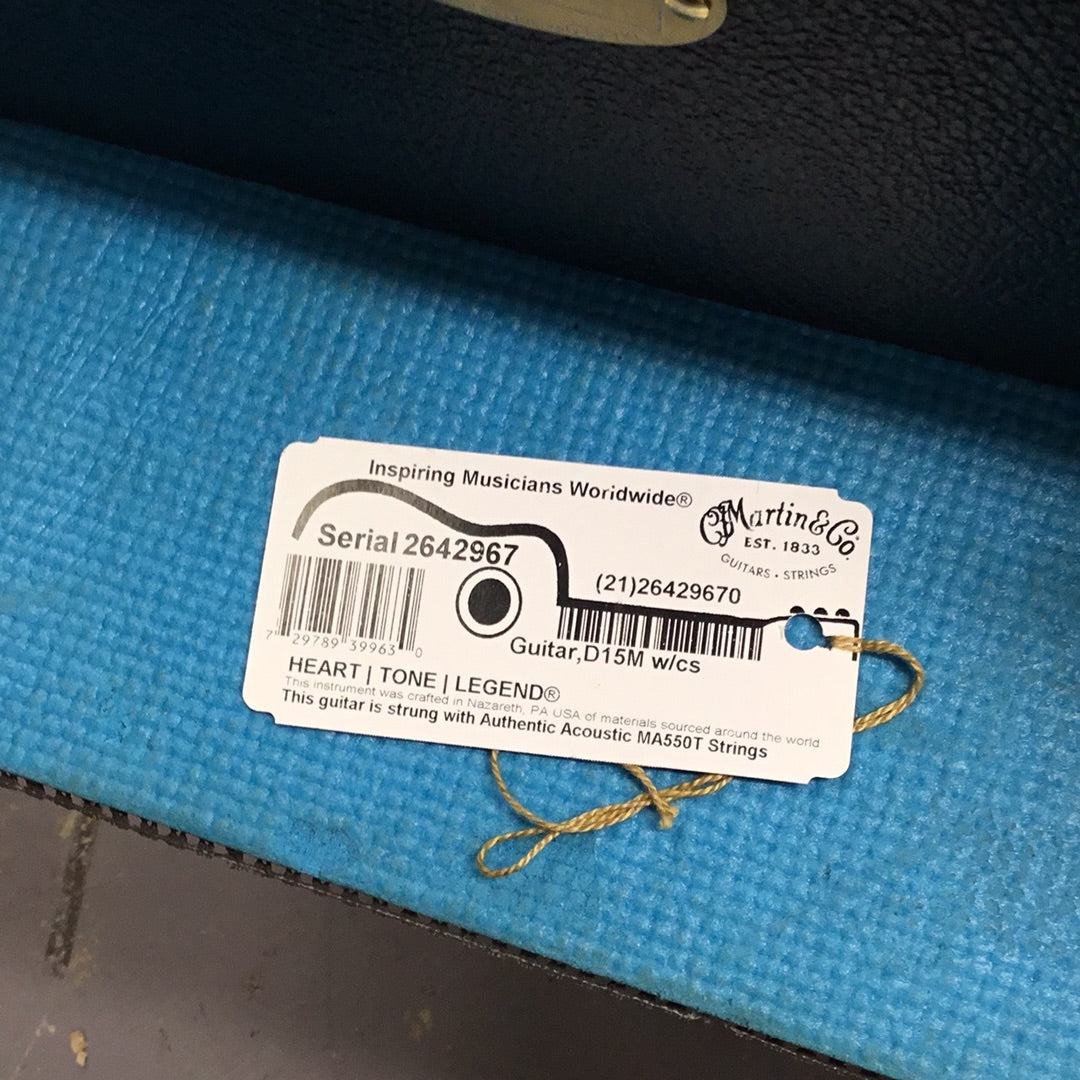 Inspiring Musicians Worldwide®
CFMartin&Co.
EST. 1833
GUITARS • STRINGS
Serial 2642967
(21)26429670
7 29789 39963 0
Guitar,D15M w/cs
HEART | TONE | LEGEND®
This instrument was crafted in Nazareth, PA USA of materials sourced around the world
This guitar is strung with Authentic Acoustic MA550T Strings